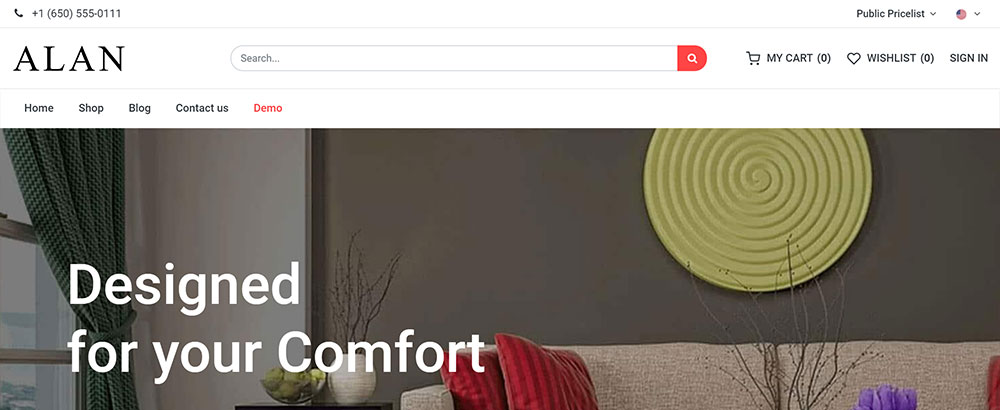 +1 (650) 555-0111 Public Pricelist
ALAN Search... MY CART (0) WISHLIST (0) SIGN IN
Home Shop Blog Contact us Demo
Designed
for your Comfort